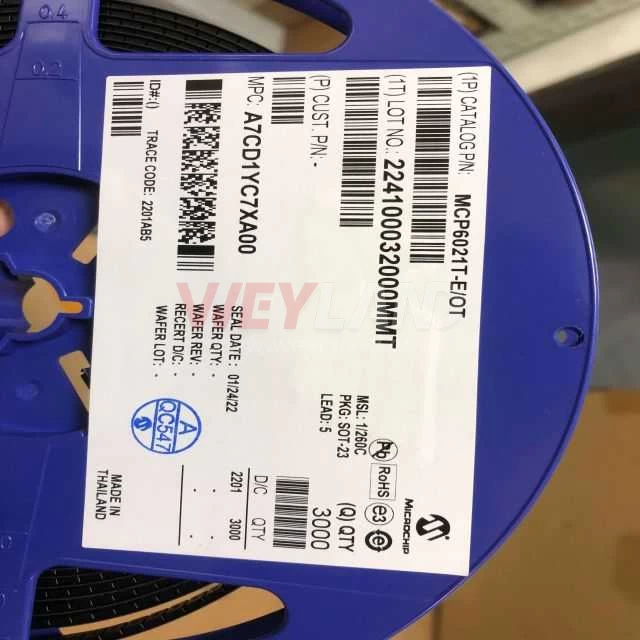 (1P) CATALOG P/N: MCP6021T-E/OT
(1T) LOT NO.: 224100032000MMT
(P) CUST. P/N: -
MPC: A7CD1YC7XA00
ID#:()
TRACE CODE: 2201AB5
MICROCHIP
Pb
RoHS
e3
e
MSL: 1/260C
PKG: SOT-23
LEAD: 5
(Q) QTY
3000
D/C QTY
2201 3000
SEAL DATE: 01/24/22
WAFER QTY: -
WAFER REV: -
RECERT D/C: -
WAFER LOT: -
A
QC547
MADE IN
THAILAND
WEYLAND
0.4
0.2